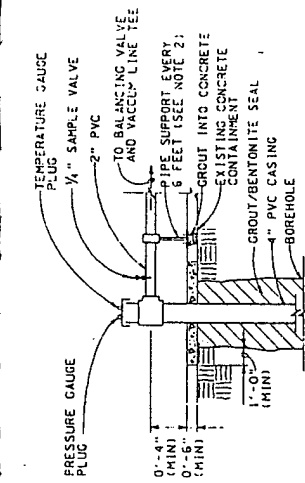 PRESSURE GAUGE
PLUG
TEMPERATURE GAUGE
PLUG
1/4" SAMPLE VALVE
2" PVC
TO BALANCING VALVE
AND VACCUM LINE TEE
PIPE SUPPORT EVERY
6 FEET (SEE NOTE 2)
GROUT INTO CONCRETE
EXISTING CONCRETE
CONTAINMENT
GROUT/BENTONITE SEAL
4" PVC CASING
BOREHOLE
0'-4"
(MIN)
0'-6"
(MIN)
1'-0"
(MIN)